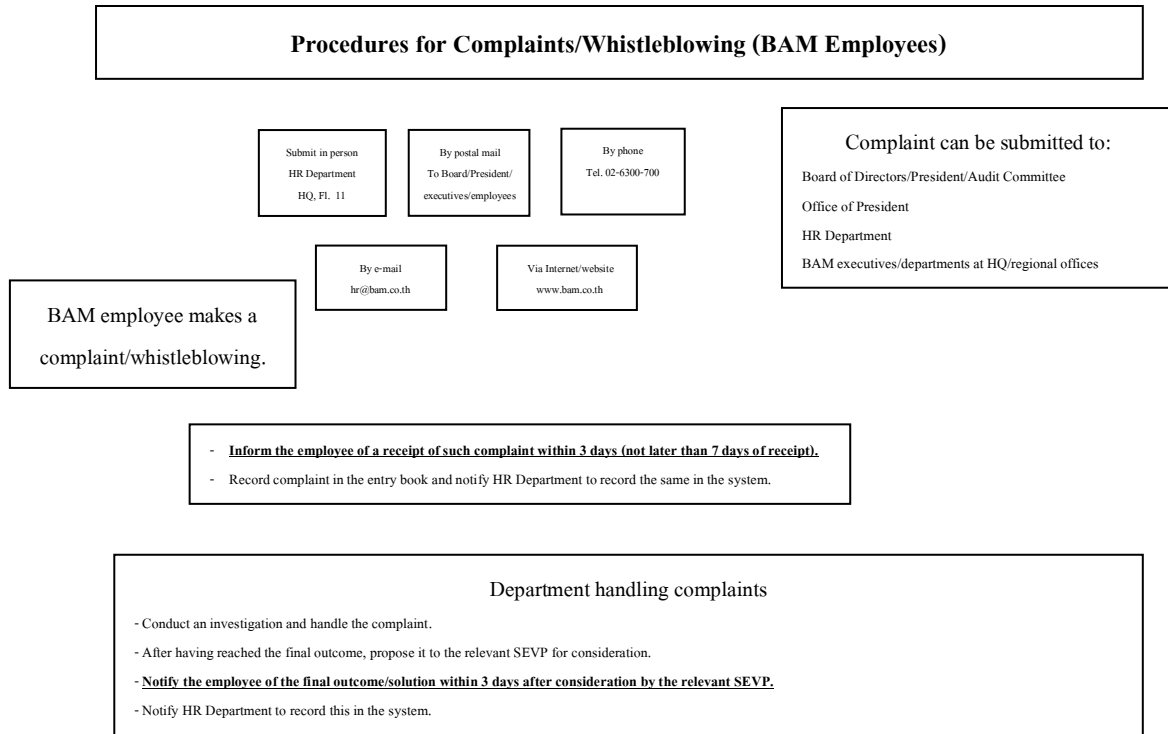 Procedures for Complaints/Whistleblowing (BAM Employees)
Submit in person
HR Department
HQ, Fl. 11
By postal mail
To Board/President/
executives/employees
By phone
Tel. 02-6300-700
Complaint can be submitted to:
Board of Directors/President/Audit Committee
Office of President
HR Department
BAM executives/departments at HQ/regional offices
By e-mail
hr@bam.co.th
Via Internet/website
www.bam.co.th
BAM employee makes a
complaint/whistleblowing.
- Inform the employee of a receipt of such complaint within 3 days (not later than 7 days of receipt).
- Record complaint in the entry book and notify HR Department to record the same in the system.
Department handling complaints
- Conduct an investigation and handle the complaint.
- After having reached the final outcome, propose it to the relevant SEVP for consideration.
- Notify the employee of the final outcome/solution within 3 days after consideration by the relevant SEVP.
- Notify HR Department to record this in the system.